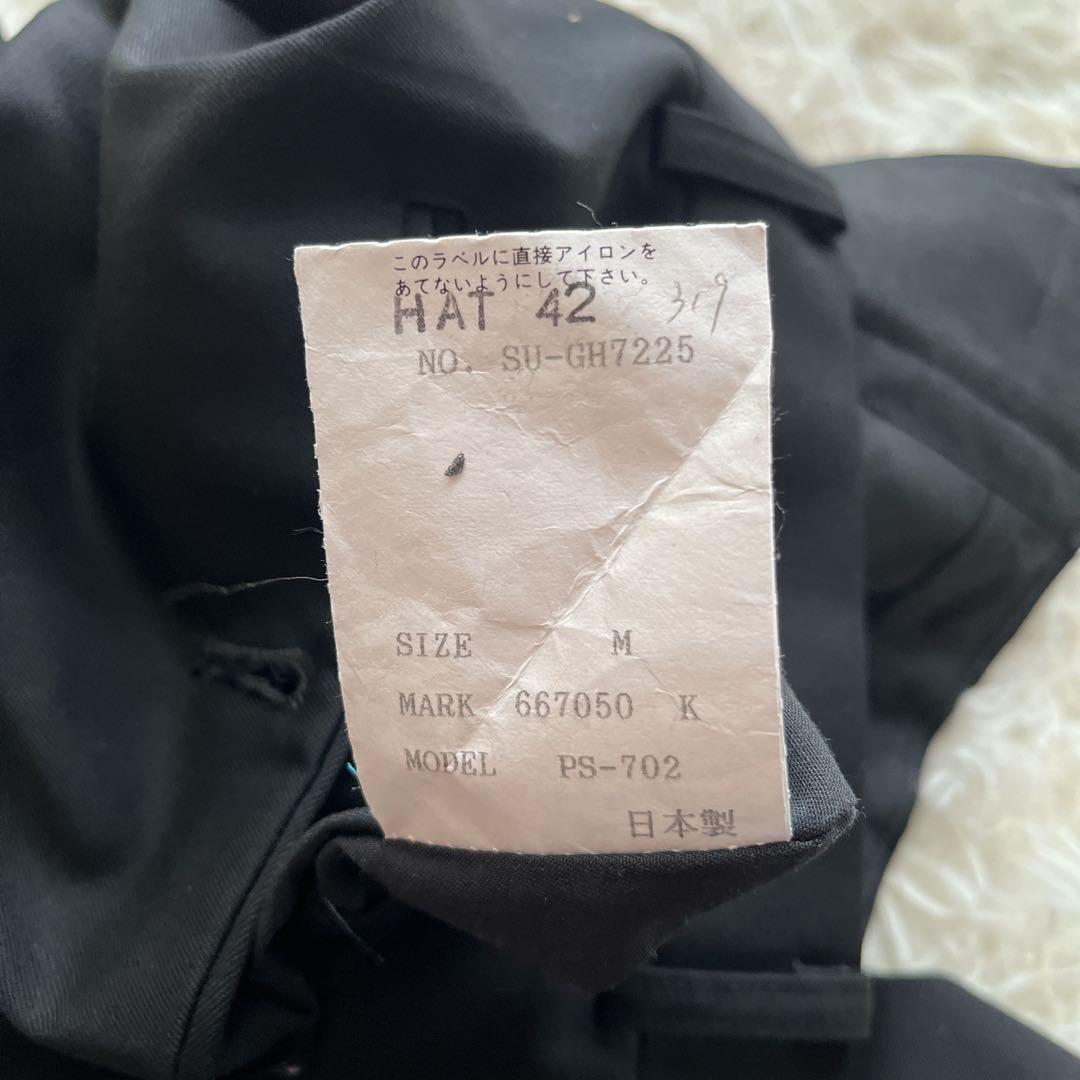 このラベルに直接アイロンを
あてないようにして下さい。
HAT 42 319
NO. SU-GH7225
SIZE M
MARK 667050 K
MODEL PS-702
日本製